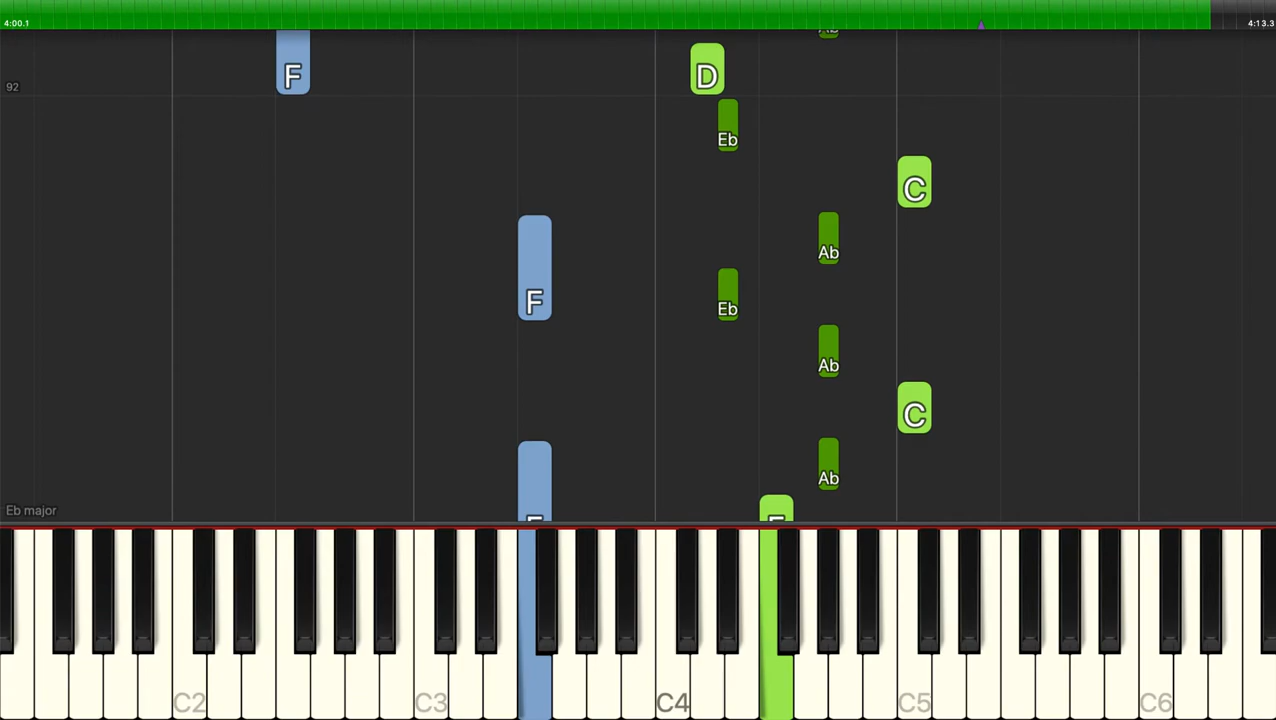 4:00.1 4:13.3
Ab
F D
92
Eb
C
Ab
F Eb
Ab
C
Ab
Eb major
C2 C3 C4 C5 C6